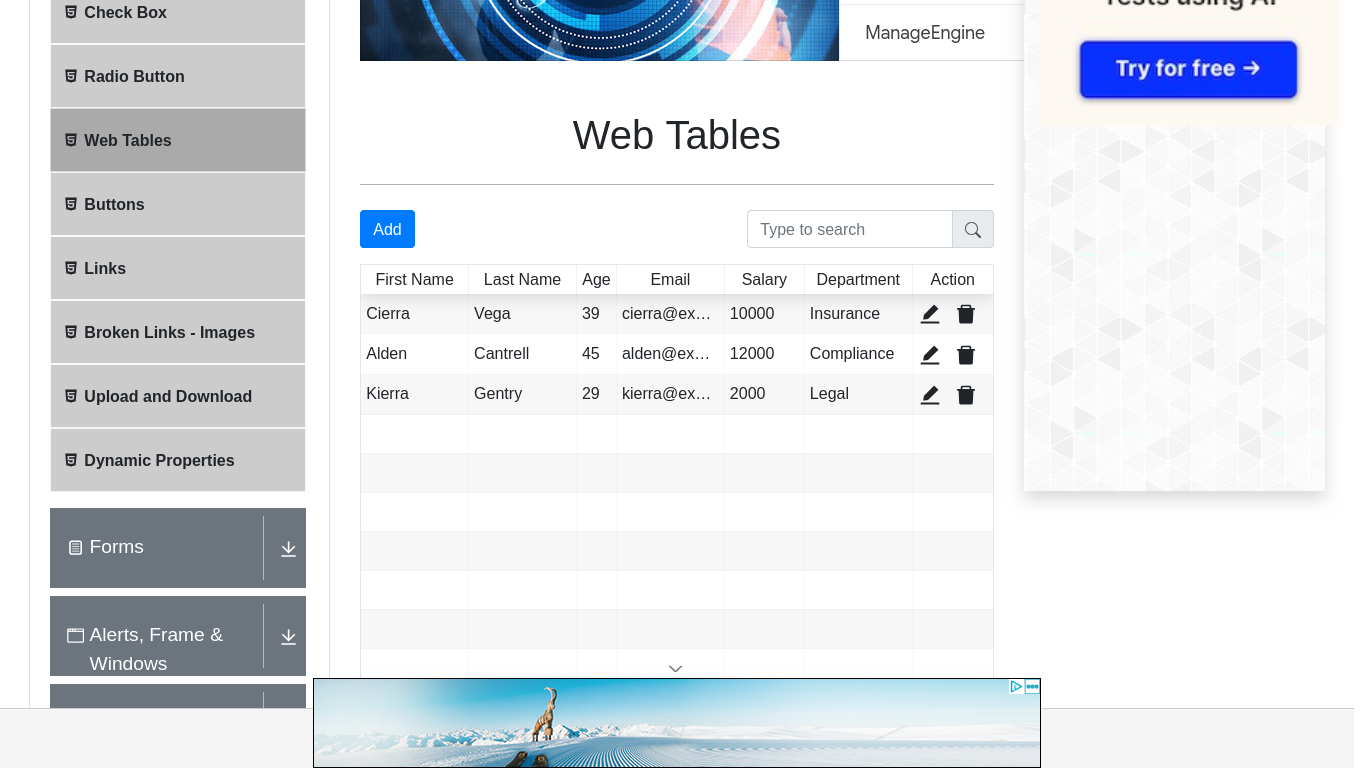 Check Box
Radio Button
Web Tables
Buttons
Links
Broken Links - Images
Upload and Download
Dynamic Properties
Forms
Alerts, Frame &
Windows
ManageEngine
Web Tables
Add
Type to search
First Name Last Name Age Email Salary Department Action
Cierra Vega 39 cierra@ex… 10000 Insurance
Alden Cantrell 45 alden@ex… 12000 Compliance
Kierra Gentry 29 kierra@ex… 2000 Legal
Tests using AI
Try for free →